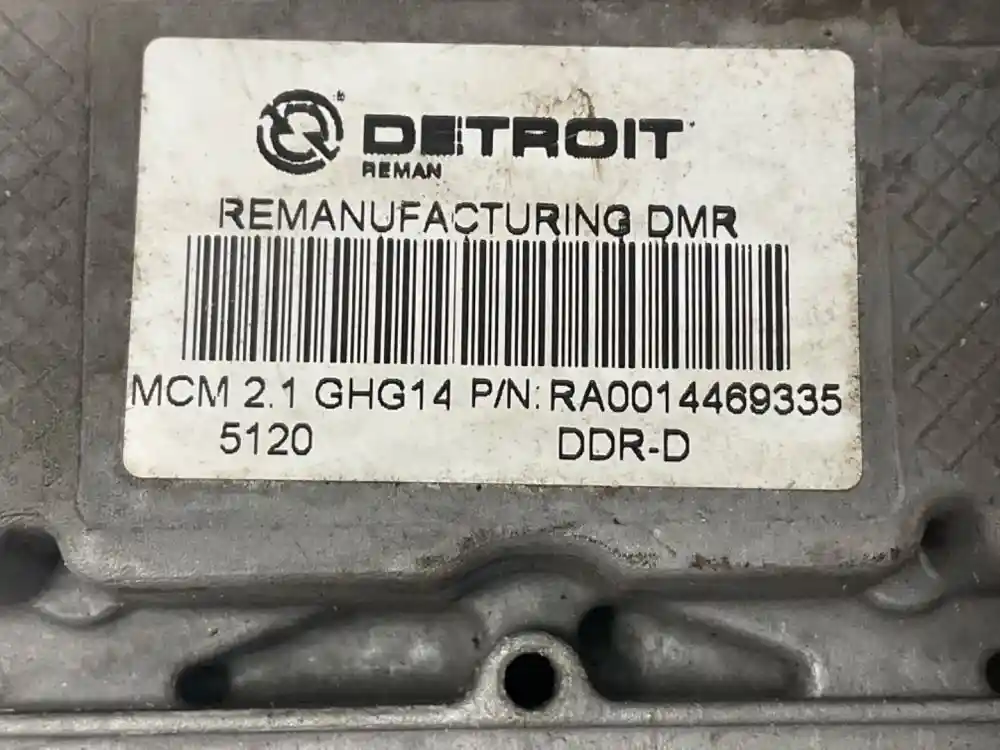 DETROIT
REMAN
REMANUFACTURING DMR
MCM 2.1 GHG14 P/N: RA0014469335
5120 DDR-D